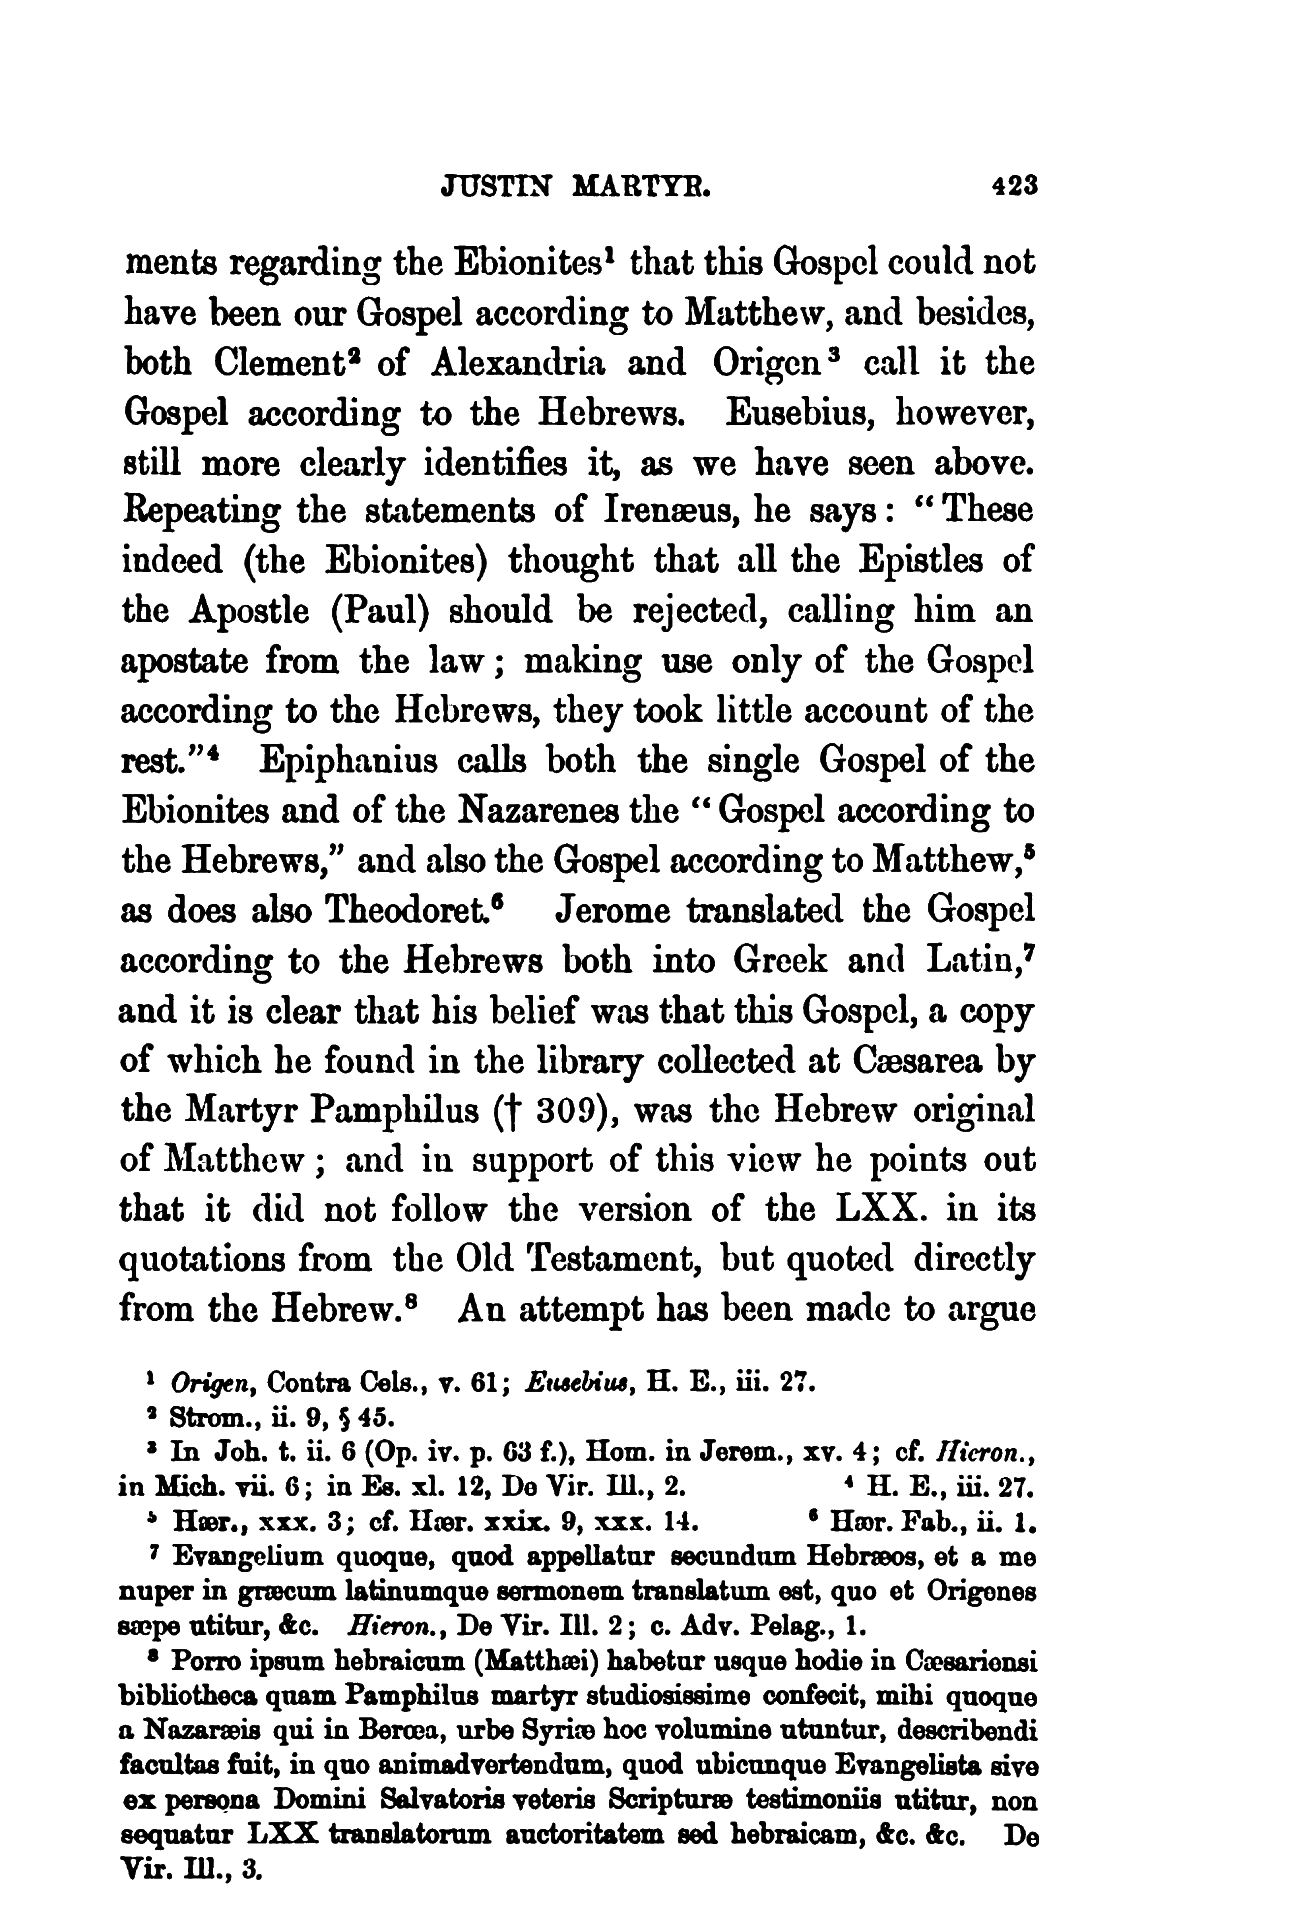 JUSTIN MARTYR. 423
ments regarding the Ebionites¹ that this Gospel could not
have been our Gospel according to Matthew, and besides,
both Clement² of Alexandria and Origen³ call it the
Gospel according to the Hebrews. Eusebius, however,
still more clearly identifies it, as we have seen above.
Repeating the statements of Irenæus, he says: “These
indeed (the Ebionites) thought that all the Epistles of
the Apostle (Paul) should be rejected, calling him an
apostate from the law; making use only of the Gospel
according to the Hebrews, they took little account of the
rest.”⁴ Epiphanius calls both the single Gospel of the
Ebionites and of the Nazarenes the “Gospel according to
the Hebrews,” and also the Gospel according to Matthew,⁵
as does also Theodoret.⁶ Jerome translated the Gospel
according to the Hebrews both into Greek and Latin,⁷
and it is clear that his belief was that this Gospel, a copy
of which he found in the library collected at Cæsarea by
the Martyr Pamphilus († 309), was the Hebrew original
of Matthew; and in support of this view he points out
that it did not follow the version of the LXX. in its
quotations from the Old Testament, but quoted directly
from the Hebrew.⁸ An attempt has been made to argue
¹ Origen, Contra Cels., v. 61; Eusebius, H. E., iii. 27.
² Strom., ii. 9, § 45.
³ In Joh. t. ii. 6 (Op. iv. p. 63 f.), Hom. in Jerem., xv. 4; cf. Hieron.,
in Mich. vii. 6; in Es. xl. 12, De Vir. Ill., 2. ⁴ H. E., iii. 27.
⁵ Hær., xxx. 3; cf. Hær. xxix. 9, xxx. 14. ⁶ Hær. Fab., ii. 1.
⁷ Evangelium quoque, quod appellatur secundum Hebræos, et a me
nuper in græcum latinumque sermonem translatum est, quo et Origenes
sæpe utitur, &c. Hieron., De Vir. Ill. 2; c. Adv. Pelag., 1.
⁸ Porro ipsum hebraicum (Matthæi) habetur usque hodie in Cæsariensi
bibliotheca quam Pamphilus martyr studiosissime confecit, mihi quoque
a Nazaræis qui in Berœa, urbe Syriæ hoc volumine utuntur, describendi
facultas fuit, in quo animadvertendum, quod ubicunque Evangelista sive
ex persona Domini Salvatoris veteris Scripturæ testimoniis utitur, non
sequatur LXX translatorum auctoritatem sed hebraicam, &c. &c. De
Vir. Ill., 3.